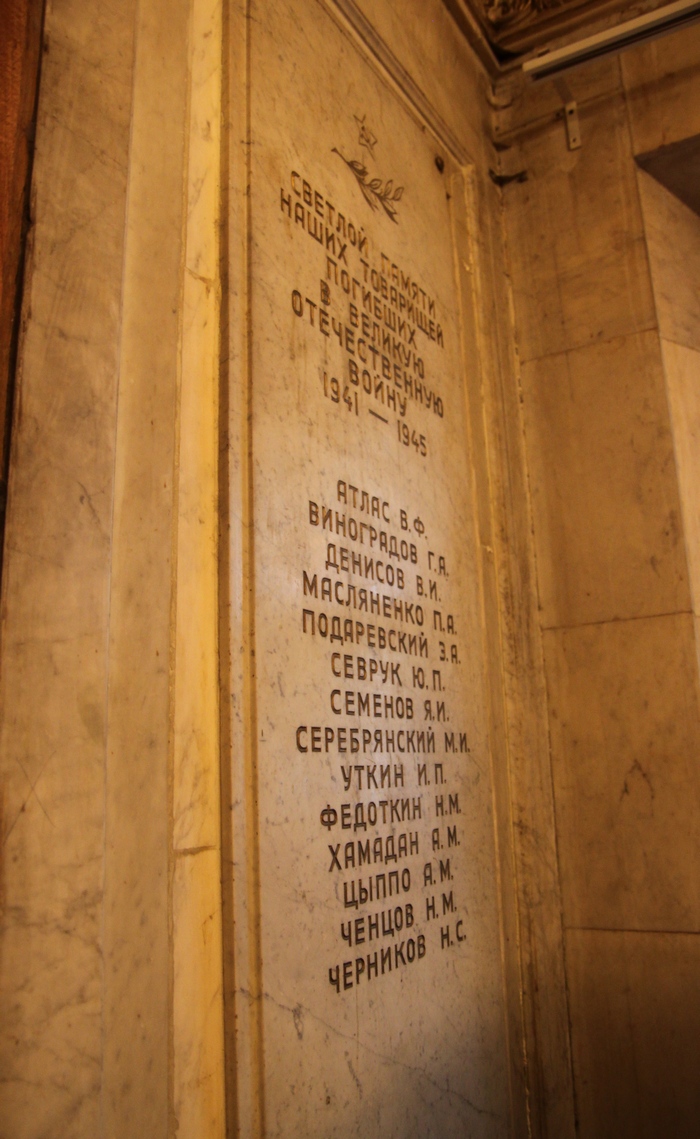 СВЕТЛОЙ ПАМЯТИ
НАШИХ ТОВАРИЩЕЙ
ПОГИБШИХ
В ВЕЛИКУЮ
ОТЕЧЕСТВЕННУЮ
ВОЙНУ
1941 — 1945
АТЛАС В.Ф.
ВИНОГРАДОВ Г.А.
ДЕНИСОВ В.И.
МАСЛЯНЕНКО П.А.
ПОДАРЕВСКИЙ Э.А.
СЕВРУК Ю.П.
СЕМЕНОВ Я.И.
СЕРЕБРЯНСКИЙ М.И.
УТКИН И.П.
ФЕДОТКИН Н.М.
ХАМАДАН А.М.
ЦЫППО А.М.
ЧЕНЦОВ Н.М.
ЧЕРНИКОВ Н.С.